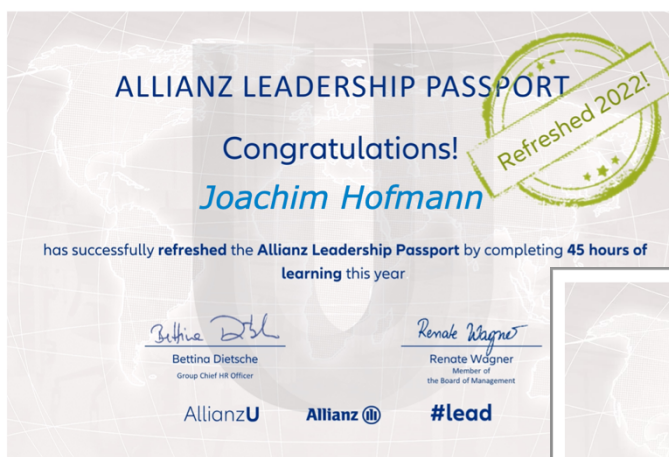 ALLIANZ LEADERSHIP PASSPORT
Refreshed 2022!
Congratulations!
Joachim Hofmann
has successfully refreshed the Allianz Leadership Passport by completing 45 hours of
learning this year
Bettina Dietsche
Group Chief HR Officer
Renate Wagner
Renate Wagner
Member of
the Board of Management
AllianzU
Allianz
#lead